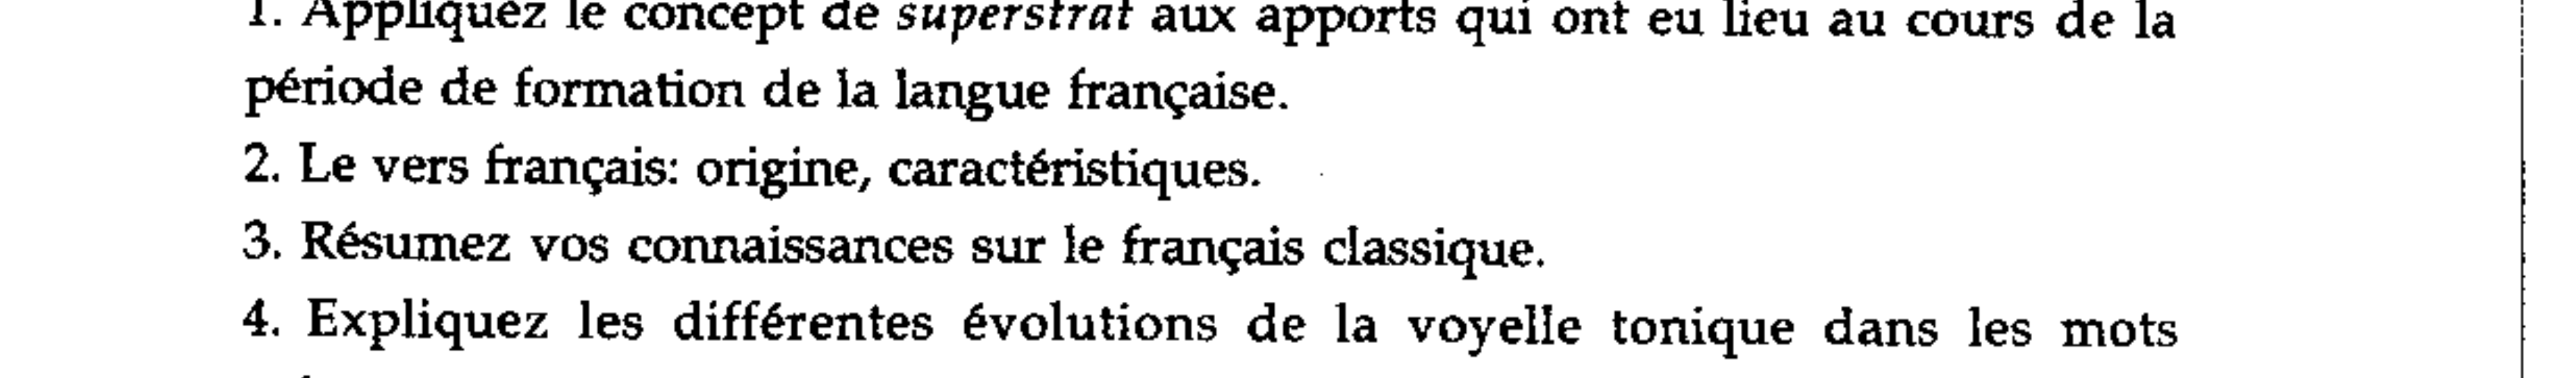 1. Appliquez le concept de superstrat aux apports qui ont eu lieu au cours de la
période de formation de la langue française.
2. Le vers français: origine, caractéristiques.
3. Résumez vos connaissances sur le français classique.
4. Expliquez les différentes évolutions de la voyelle tonique dans les mots